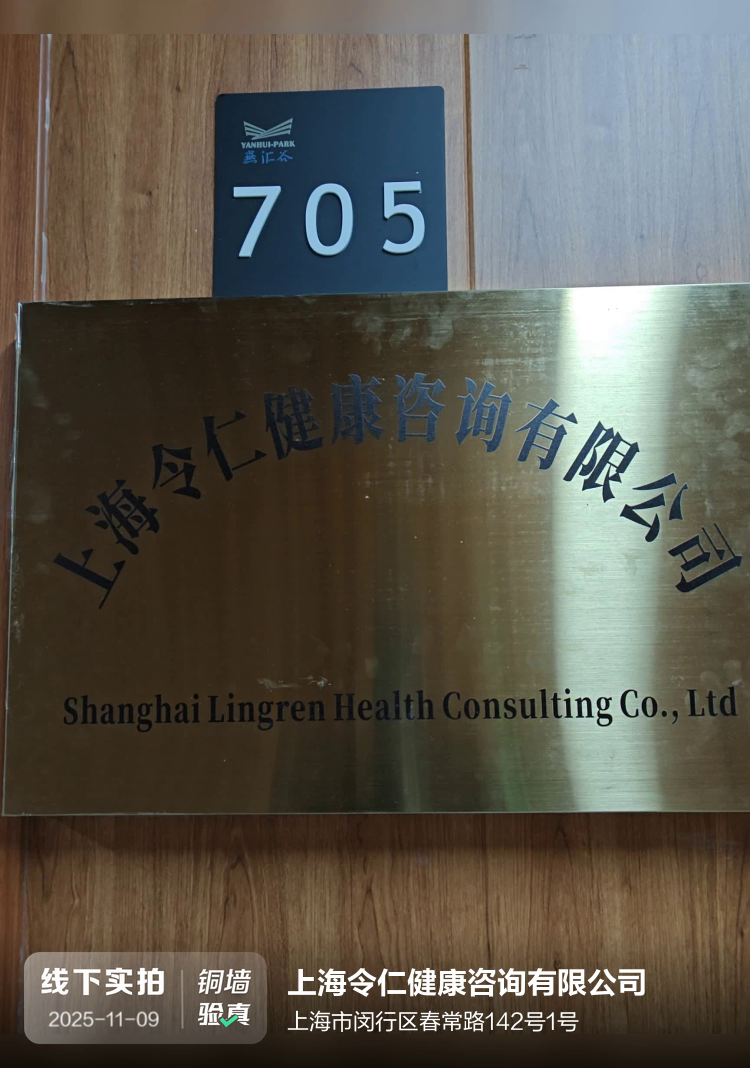 YANHUI-PARK
燕汇谷
705
上海令仁健康咨询有限公司
Shanghai Lingren Health Consulting Co., Ltd
线下实拍
2025-11-09
铜墙
验真
上海令仁健康咨询有限公司
上海市闵行区春常路142号1号